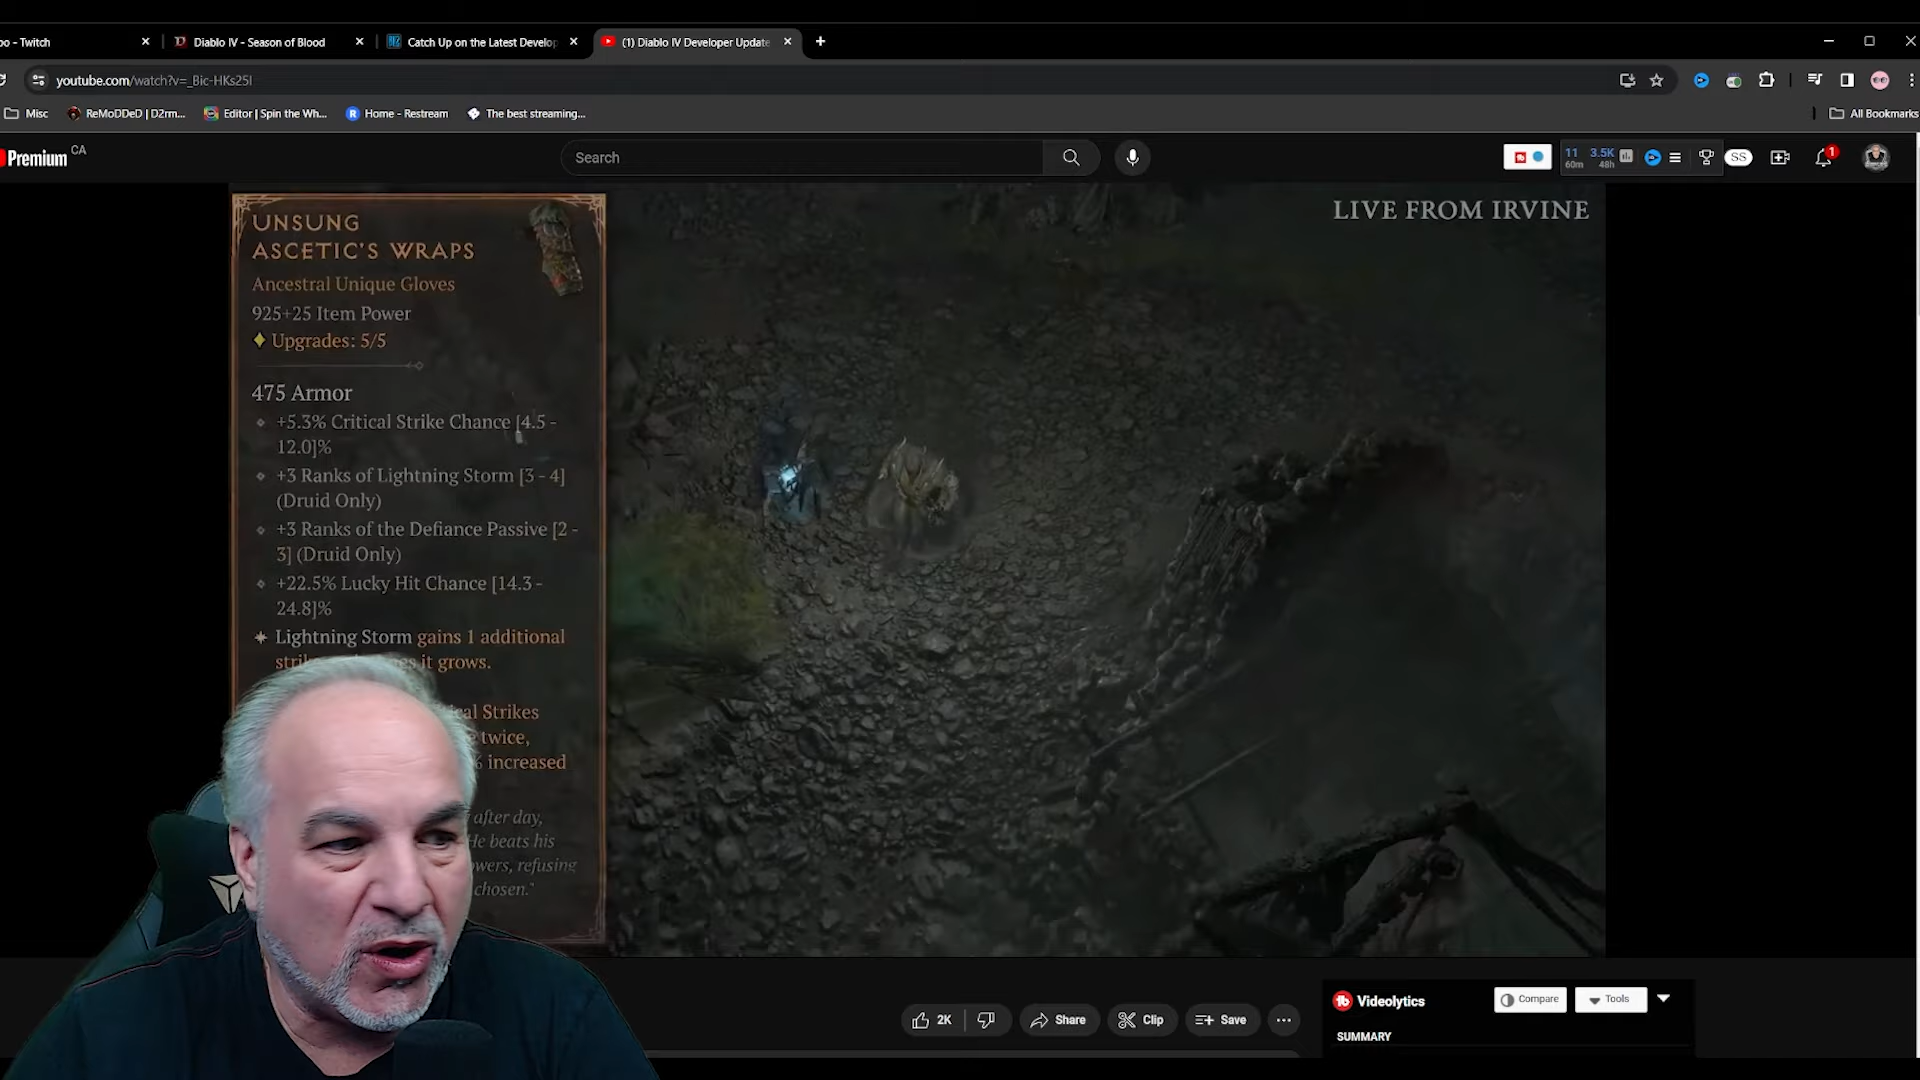 oo - Twitch
Diablo IV - Season of Blood
Catch Up on the Latest Develop
(1) Diablo IV Developer Update
youtube.com/watch?v=_Bic-HKs25I
Misc
ReMoDDeD | D2rm...
Editor | Spin the Wh...
Home - Restream
The best streaming...
All Bookmarks
Premium CA
Search
11
60m
3.5K
48h
SS
1
LIVE FROM IRVINE
UNSUNG
ASCETIC'S WRAPS
Ancestral Unique Gloves
925+25 Item Power
Upgrades: 5/5
475 Armor
+5.3% Critical Strike Chance [4.5 -
12.0]%
+3 Ranks of Lightning Storm [3 - 4]
(Druid Only)
+3 Ranks of the Defiance Passive [2 -
3] (Druid Only)
+22.5% Lucky Hit Chance [14.3 -
24.8]%
Lightning Storm gains 1 additional
it grows.
Strikes
twice,
% increased
after day,
He beats his
refusing
chosen."
2K
Share
Clip
Save
Videolytics
Compare
Tools
SUMMARY